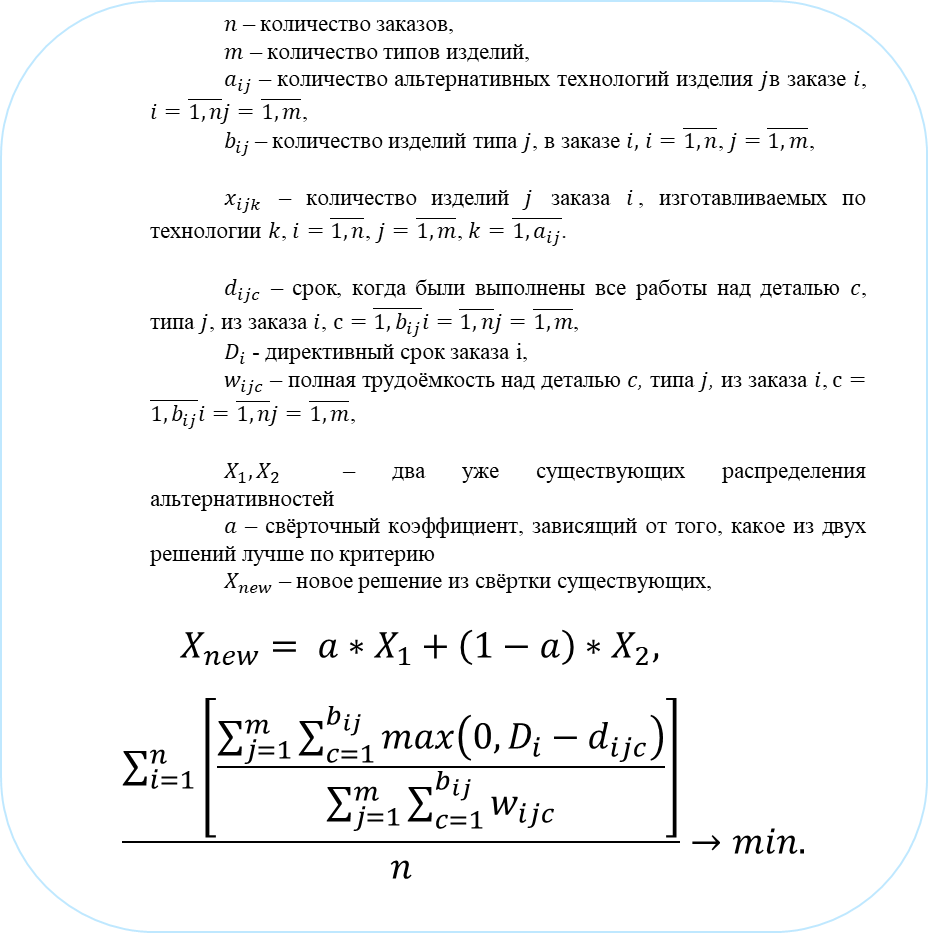 n – количество заказов,
m – количество типов изделий,
a_{ij} – количество альтернативных технологий изделия jв заказе i,
i = \overline{1,n}j = \overline{1,m},
b_{ij} – количество изделий типа j, в заказе i, i = \overline{1,n}, j = \overline{1,m},
x_{ijk} – количество изделий j заказа i, изготавливаемых по
технологии k, i = \overline{1,n}, j = \overline{1,m}, k = \overline{1,a_{ij}}.
d_{ijc} – срок, когда были выполнены все работы над деталью c,
типа j, из заказа i, c = \overline{1,b_{ij}}i = \overline{1,n}j = \overline{1,m},
D_i - директивный срок заказа i,
w_{ijc} – полная трудоёмкость над деталью c, типа j, из заказа i, c =
\overline{1,b_{ij}}i = \overline{1,n}j = \overline{1,m},
X_1,X_2 – два уже существующих распределения
альтернативностей
a – свёрточный коэффициент, зависящий от того, какое из двух
решений лучше по критерию
X_{new} – новое решение из свёртки существующих,
X_{new} = a * X_1 + (1 − a) * X_2,
\frac{\sum_{i=1}^{n}\left[\frac{\sum_{j=1}^{m}\sum_{c=1}^{b_{ij}}max(0,D_i − d_{ijc})}{\sum_{j=1}^{m}\sum_{c=1}^{b_{ij}}w_{ijc}}\right]}{n} → min.